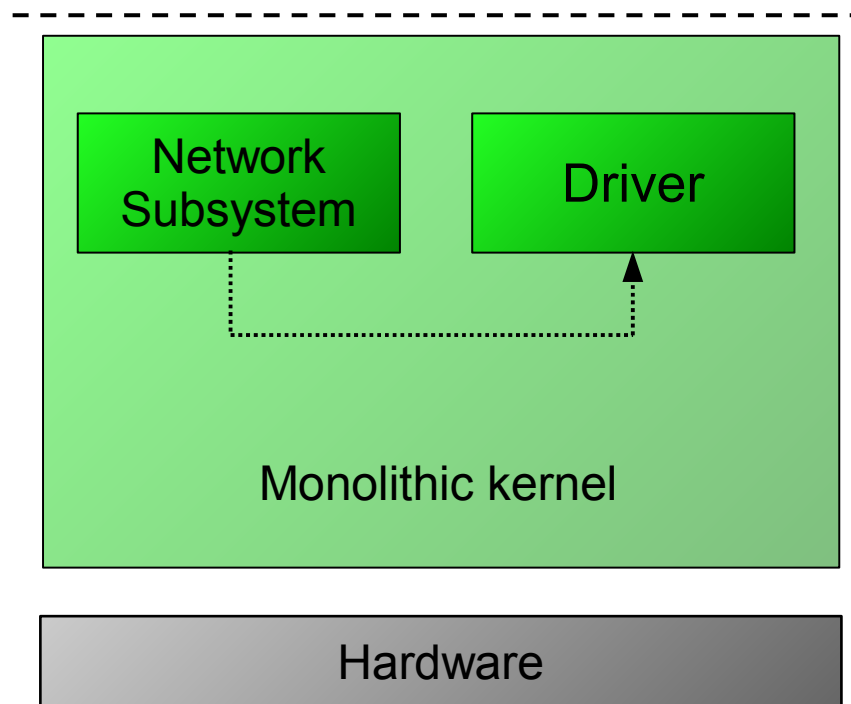 Network
Subsystem
Driver
Monolithic kernel
Hardware